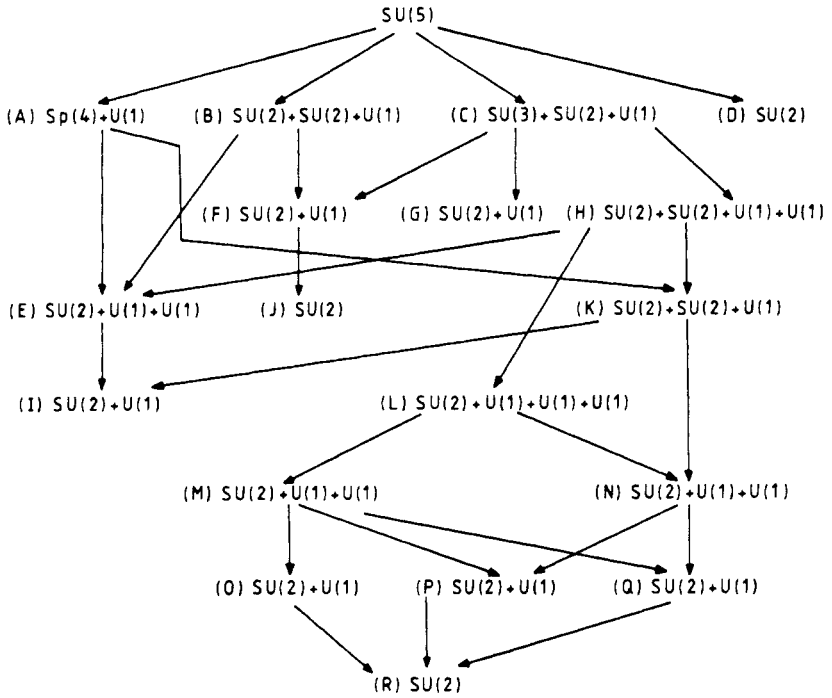 SU(5)
(A) Sp(4)+U(1) (B) SU(2)+SU(2)+U(1) (C) SU(3)+SU(2)+U(1) (D) SU(2)
(F) SU(2)+U(1) (G) SU(2)+U(1) (H) SU(2)+SU(2)+U(1)+U(1)
(E) SU(2)+U(1)+U(1) (J) SU(2) (K) SU(2)+SU(2)+U(1)
(I) SU(2)+U(1) (L) SU(2)+U(1)+U(1)+U(1)
(M) SU(2)+U(1)+U(1) (N) SU(2)+U(1)+U(1)
(O) SU(2)+U(1) (P) SU(2)+U(1) (Q) SU(2)+U(1)
(R) SU(2)